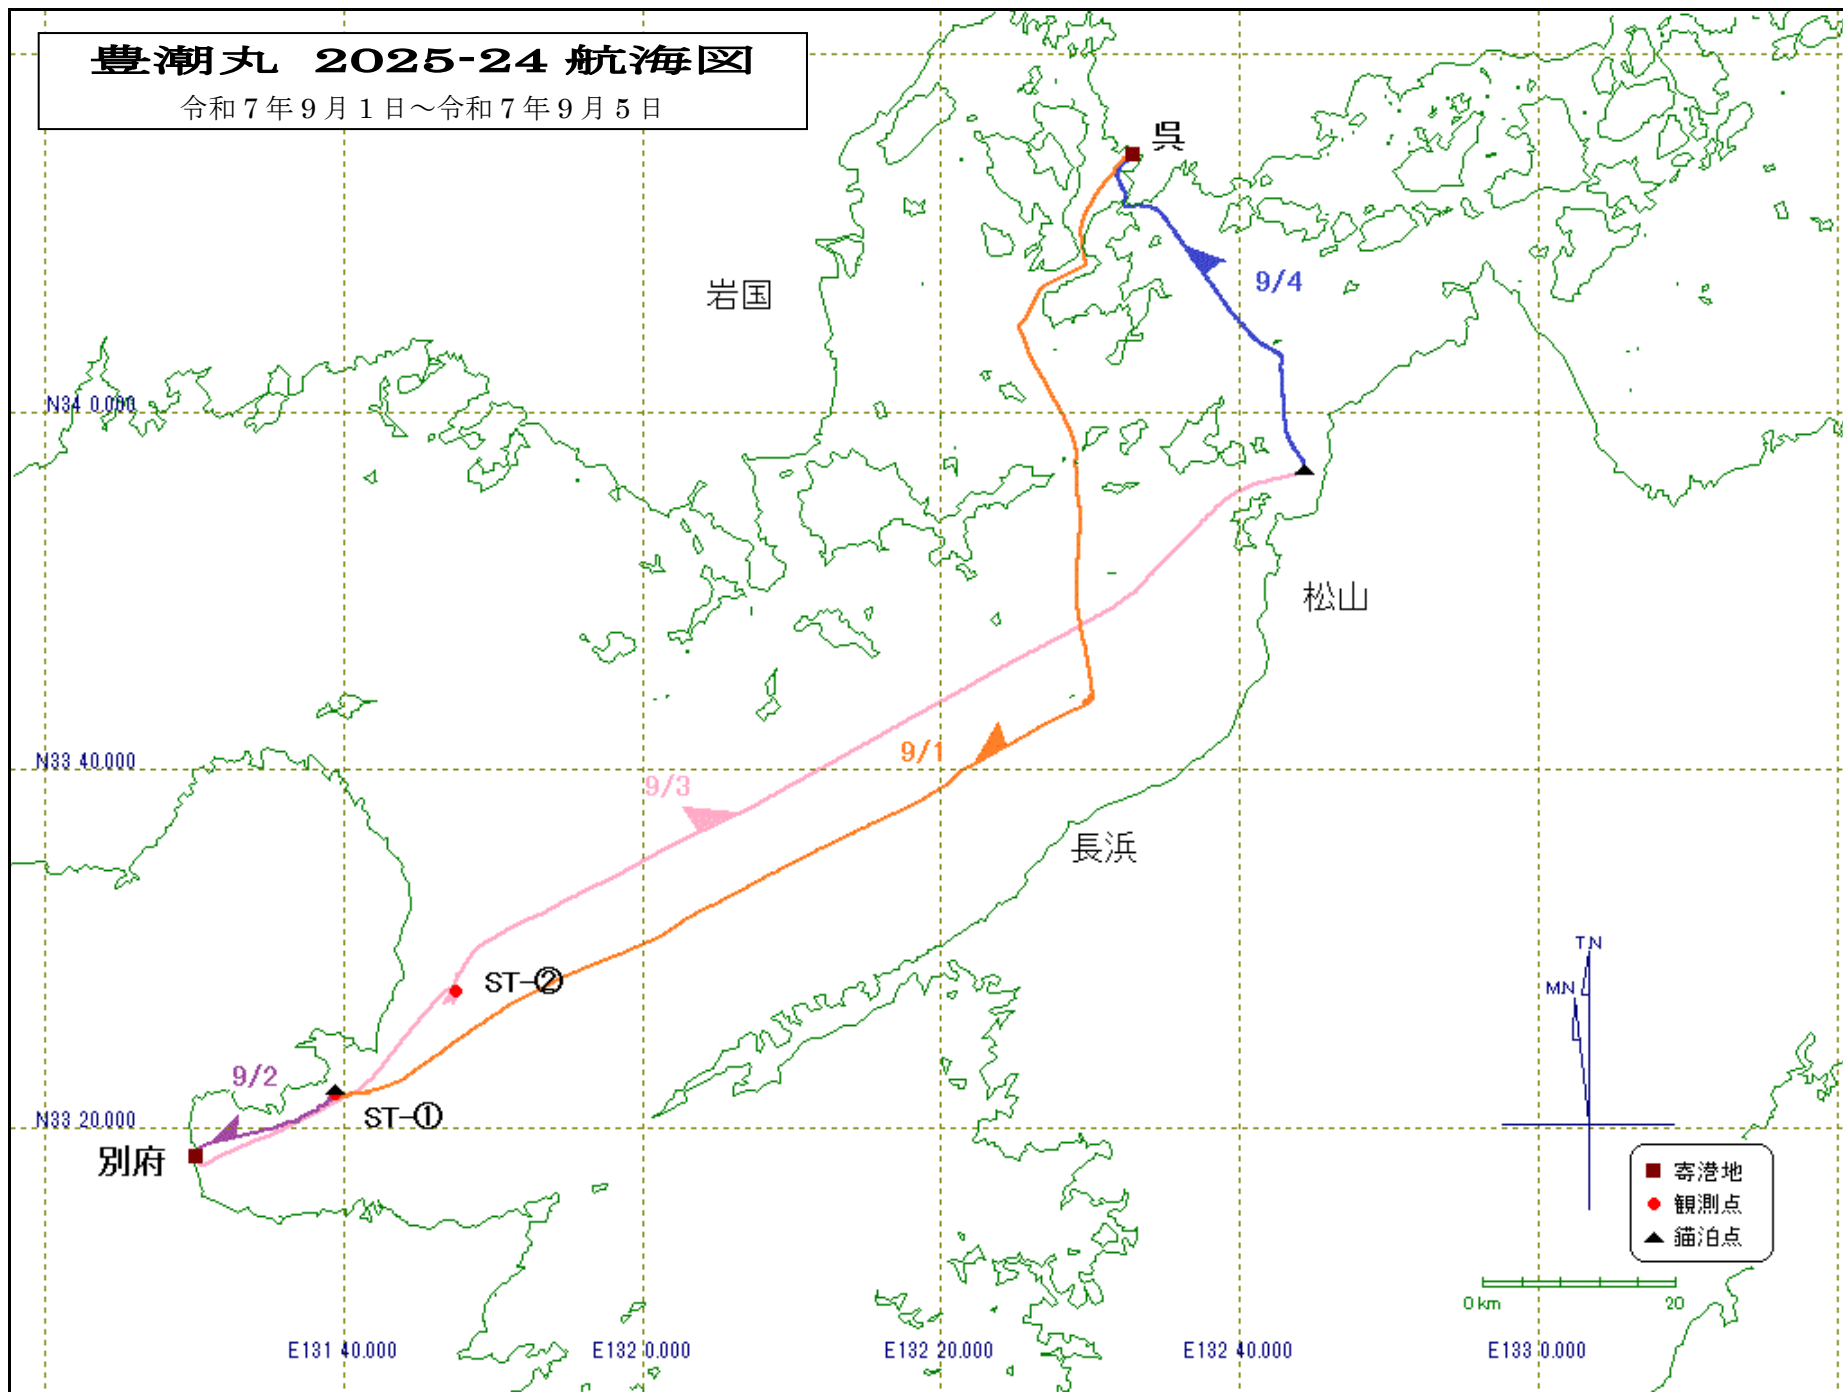 豊潮丸 2025-24 航海図
令和7年9月1日~令和7年9月5日
呉
9/4
岩国
N34 0.000
松山
9/1
N33 40.000
9/3
長浜
T.N
ST-②
M.N
9/2
ST-①
N33 20.000
別府
寄港地
観測点
錨泊点
0 km 20
E131 40.000 E132 0.000 E132 20.000 E132 40.000 E133 0.000